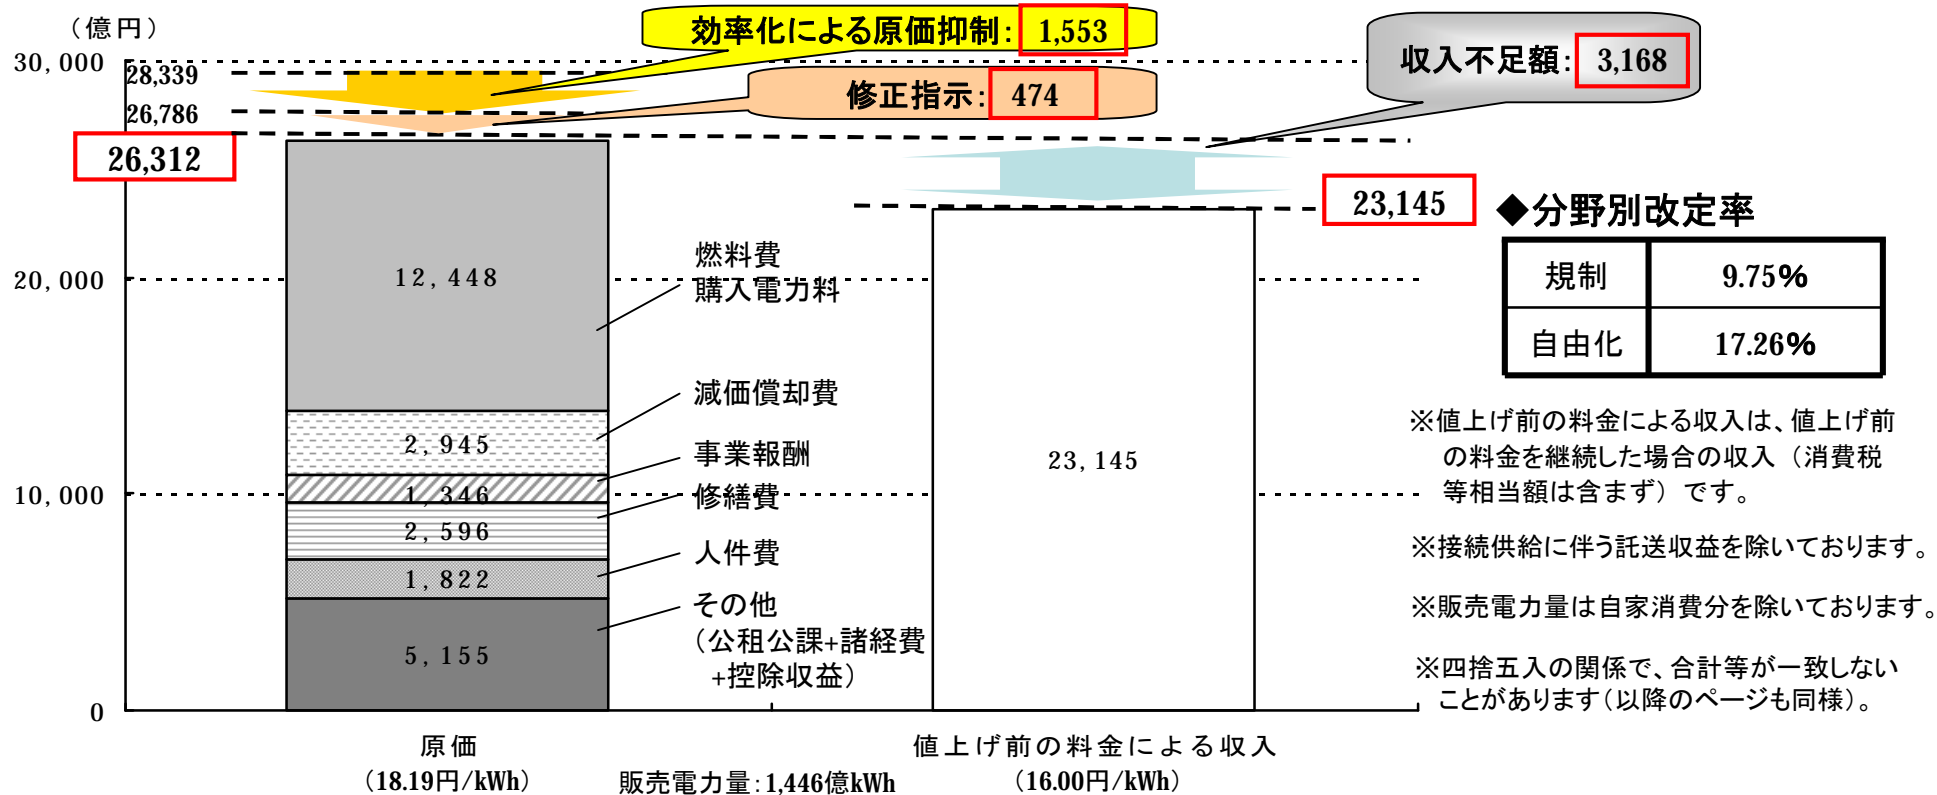 （億円）
効率化による原価抑制： 1,553
収入不足額： 3,168
修正指示： 474
30,000
28,339
26,786
26,312
23,145
◆分野別改定率
規制 9.75%
自由化 17.26%
20,000
10,000
0
12,448
2,945
1,346
2,596
1,822
5,155
燃料費
購入電力料
減価償却費
事業報酬
修繕費
人件費
その他
（公租公課+諸経費
+控除収益）
23,145
※値上げ前の料金による収入は、値上げ前
の料金を継続した場合の収入（消費税
等相当額は含まず）です。
※接続供給に伴う託送収益を除いております。
※販売電力量は自家消費分を除いております。
※四捨五入の関係で、合計等が一致しない
ことがあります（以降のページも同様）。
原価
（18.19円/kWh）
販売電力量：1,446億kWh
値上げ前の料金による収入
（16.00円/kWh）